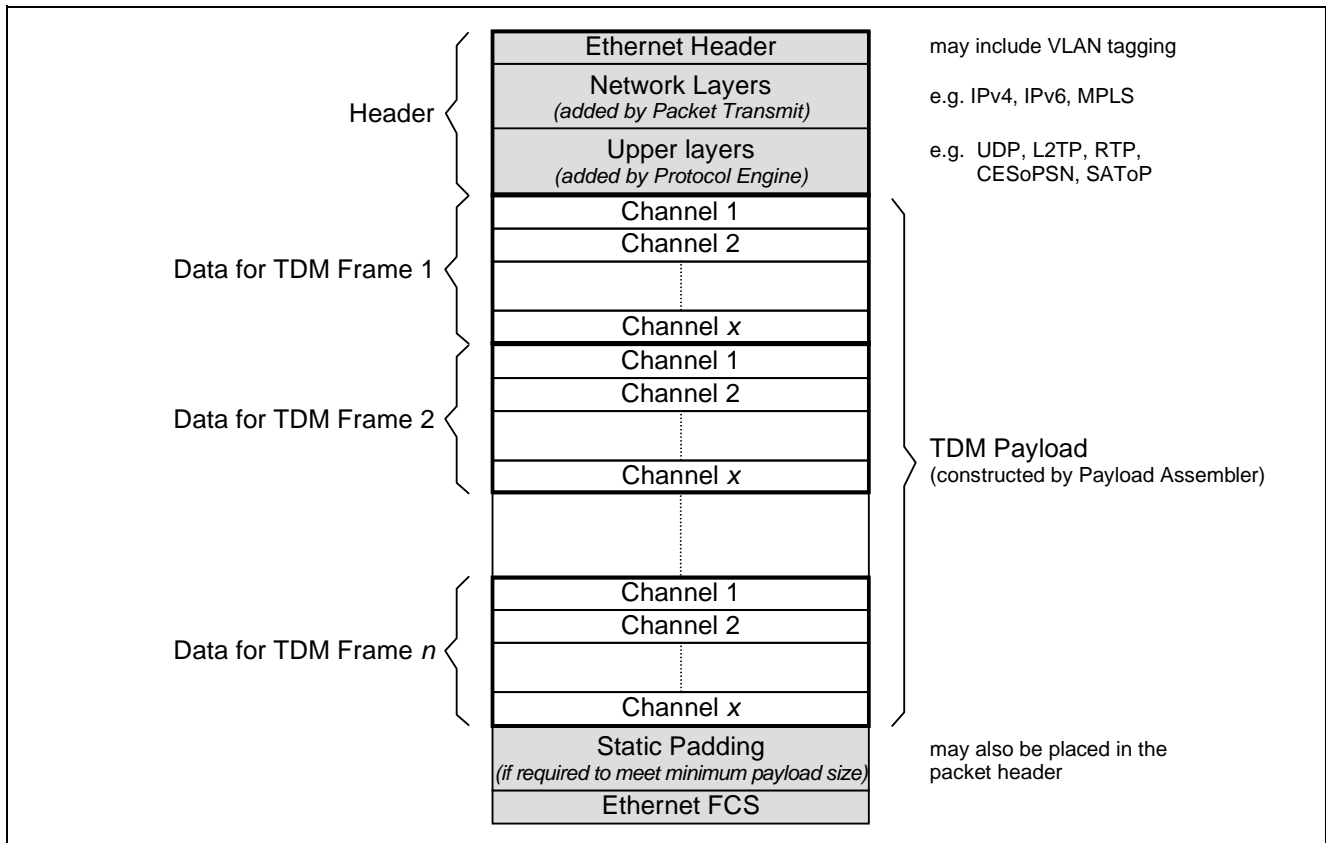 Ethernet Header
may include VLAN tagging
Network Layers
(added by Packet Transmit)
e.g. IPv4, IPv6, MPLS
Header
Upper layers
(added by Protocol Engine)
e.g. UDP, L2TP, RTP,
CESoPSN, SAToP
Channel 1
Channel 2
Data for TDM Frame 1
Channel x
Channel 1
Channel 2
Data for TDM Frame 2
Channel x
TDM Payload
(constructed by Payload Assembler)
Channel 1
Channel 2
Data for TDM Frame n
Channel x
Static Padding
(if required to meet minimum payload size)
may also be placed in the
packet header
Ethernet FCS